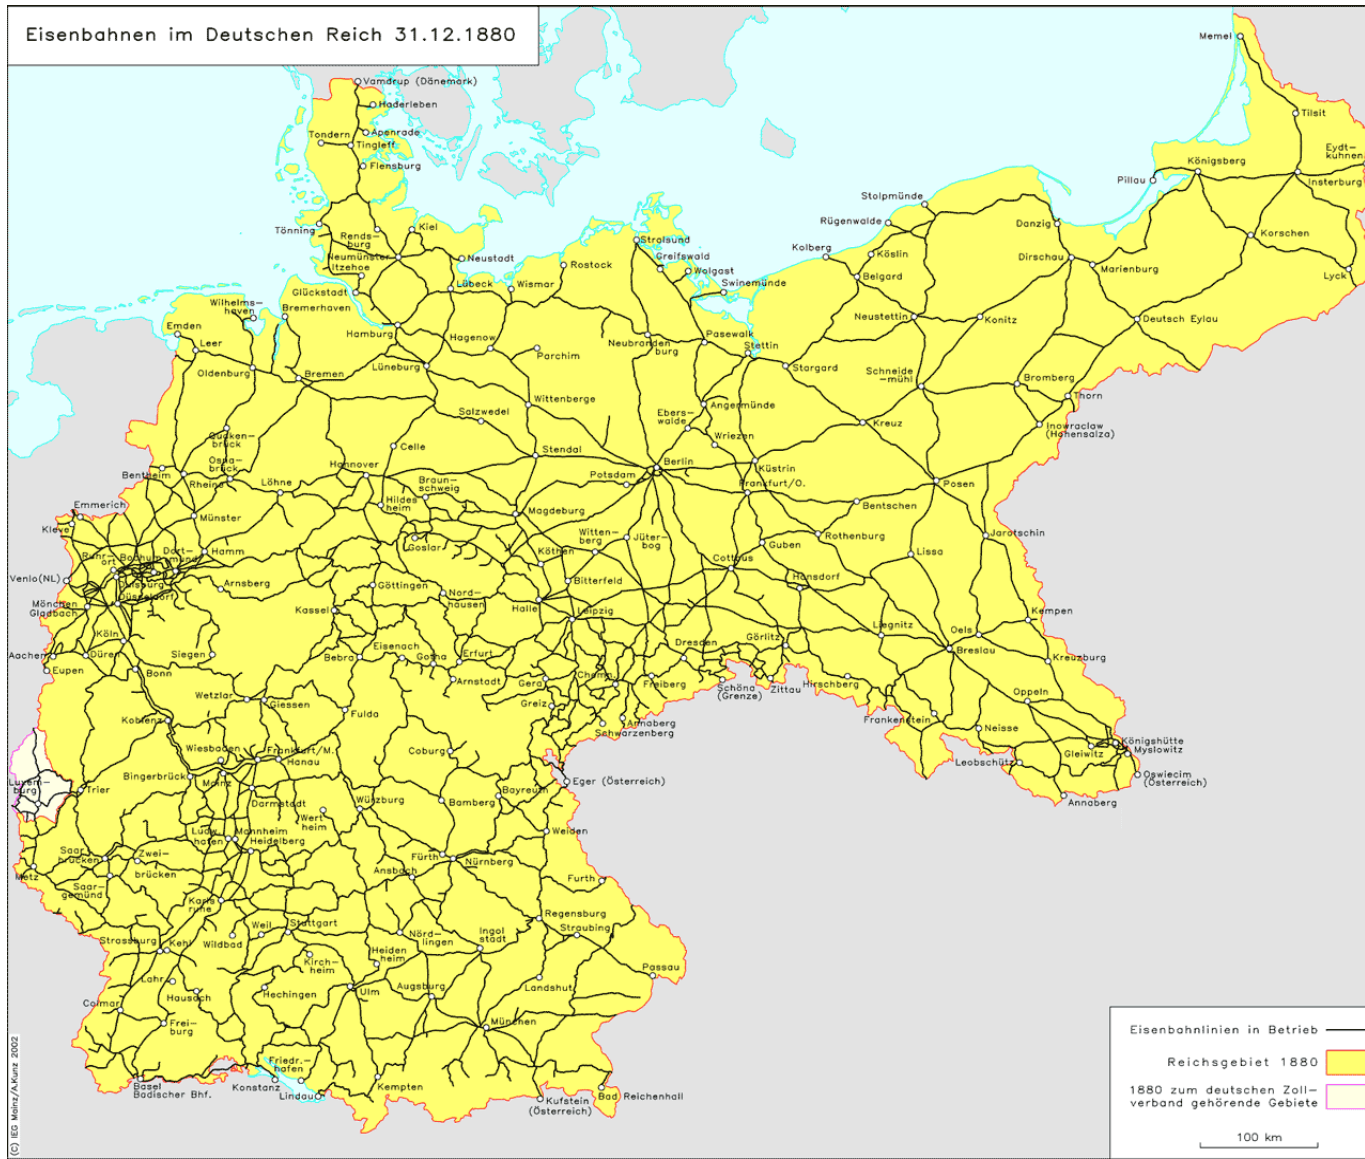 Eisenbahnen im Deutschen Reich 31.12.1880
Memel
Vamdrup (Dänemark)
Haderleben
Apenrade
Tondern
Tingleff
Flensburg
Tilsit
Eydt-
kuhnen
Königsberg
Pillau
Insterburg
Stolpmünde
Rügenwalde
Danzig
Tönning
Rends-
burg
Kiel
Stralsund
Korschen
Kolberg
Köslin
Neumünster
Itzehoe
Neustadt
Rostock
Greifswald
Wolgast
Dirschau
Marienburg
Lyck
Belgard
Glückstadt
Lübeck
Wismar
Swinemünde
Wilhelms-
haven
Bremerhaven
Neustettin
Konitz
Deutsch Eylau
Emden
Hamburg
Hagenow
Neubranden
burg
Pasewalk
Leer
Parchim
Stettin
Oldenburg
Bremen
Lüneburg
Stargard
Schneide-
mühl
Bromberg
Thorn
Wittenberge
Angermünde
Salzwedel
Ebers-
walde
Kreuz
Inowraclaw
(Hohensalza)
Quaken-
brück
Celle
Wriezen
Osna-
brück
Stendal
Bentheim
Rheine
Löhne
Hannover
Braun-
schweig
Potsdam
Berlin
Küstrin
Frankfurt/O.
Posen
Emmerich
Hildes
heim
Bentschen
Kleve
Münster
Magdeburg
Goslar
Witten-
berg
Jüter-
bog
Rothenburg
Jaratschin
Ruhr-
ort
Bochum
Dort-
mund
Hamm
Köthen
Guben
Lissa
Venlo(NL)
Duisburg
Arnsberg
Göttingen
Bitterfeld
Cottbus
Hansdorf
Mönchen
Gladbach
Düsseldorf
Kassel
Nord-
hausen
Halle
Leipzig
Kempen
Köln
Liegnitz
Oels
Aachen
Düren
Siegen
Bebra
Eisenach
Gotha
Erfurt
Dresden
Görlitz
Breslau
Eupen
Bonn
Arnstadt
Gera
Chemn.
Freiberg
Schöna
(Grenze)
Zittau
Hirschberg
Kreuzburg
Wetzlar
Giessen
Fulda
Greiz
Annaberg
Schwarzenberg
Oppeln
Koblenz
Frankenstein
Neisse
Königshütte
Wiesbaden
Frankfurt/M.
Hanau
Coburg
Gleiwitz
Myslowitz
Bingerbrück
Mainz
Leobschütz
Oswiecim
(Österreich)
Luxem-
burg
Trier
Eger (Österreich)
Bayreuth
Annaberg
Darmstadt
Wert
heim
Würzburg
Bamberg
Ludw.
hafen
Mannheim
Heidelberg
Weiden
Saar
brücken
Zwei-
brücken
Fürth
Nürnberg
Metz
Ansbach
Furth
Saar-
gemünd
Karls
ruhe
Weil
Stuttgart
Regensburg
Strassburg
Kehl
Wildbad
Nörd-
lingen
Ingol
stadt
Straubing
Kirch-
heim
Heiden
heim
Passau
Lahr
Hausach
Hechingen
Ulm
Augsburg
Landshut
Colmar
Frei-
burg
München
Friedr.-
hafen
Basel
Badischer Bhf.
Konstanz
Lindau
Kempten
Kufstein
(Österreich)
Bad Reichenhall
Eisenbahnlinien in Betrieb
Reichsgebiet 1880
1880 zum deutschen Zoll-
verband gehörende Gebiete
100 km
(C) IEG Mainz/A.Kunz 2002